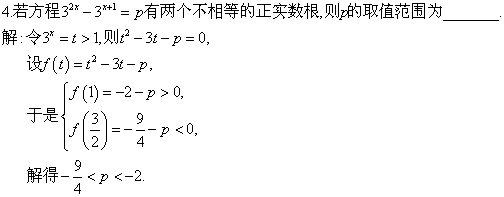 4.若方程3^{2x}-3^{x+1}=p有两个不相等的正实数根,则p的取值范围为______
解:令3^x=t>1,则t^2-3t-p=0,
设f(t)=t^2-3t-p,
于是{f(1)=-2-p>0,
f(3/2)=-9/4-p<0,
解得-9/4<p<-2.